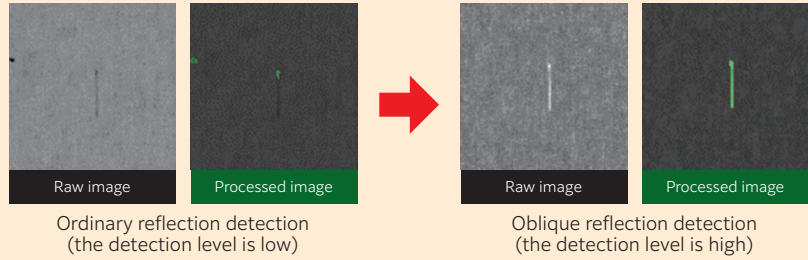 Raw image
Processed image
Raw image
Processed image
Ordinary reflection detection
(the detection level is low)
Oblique reflection detection
(the detection level is high)